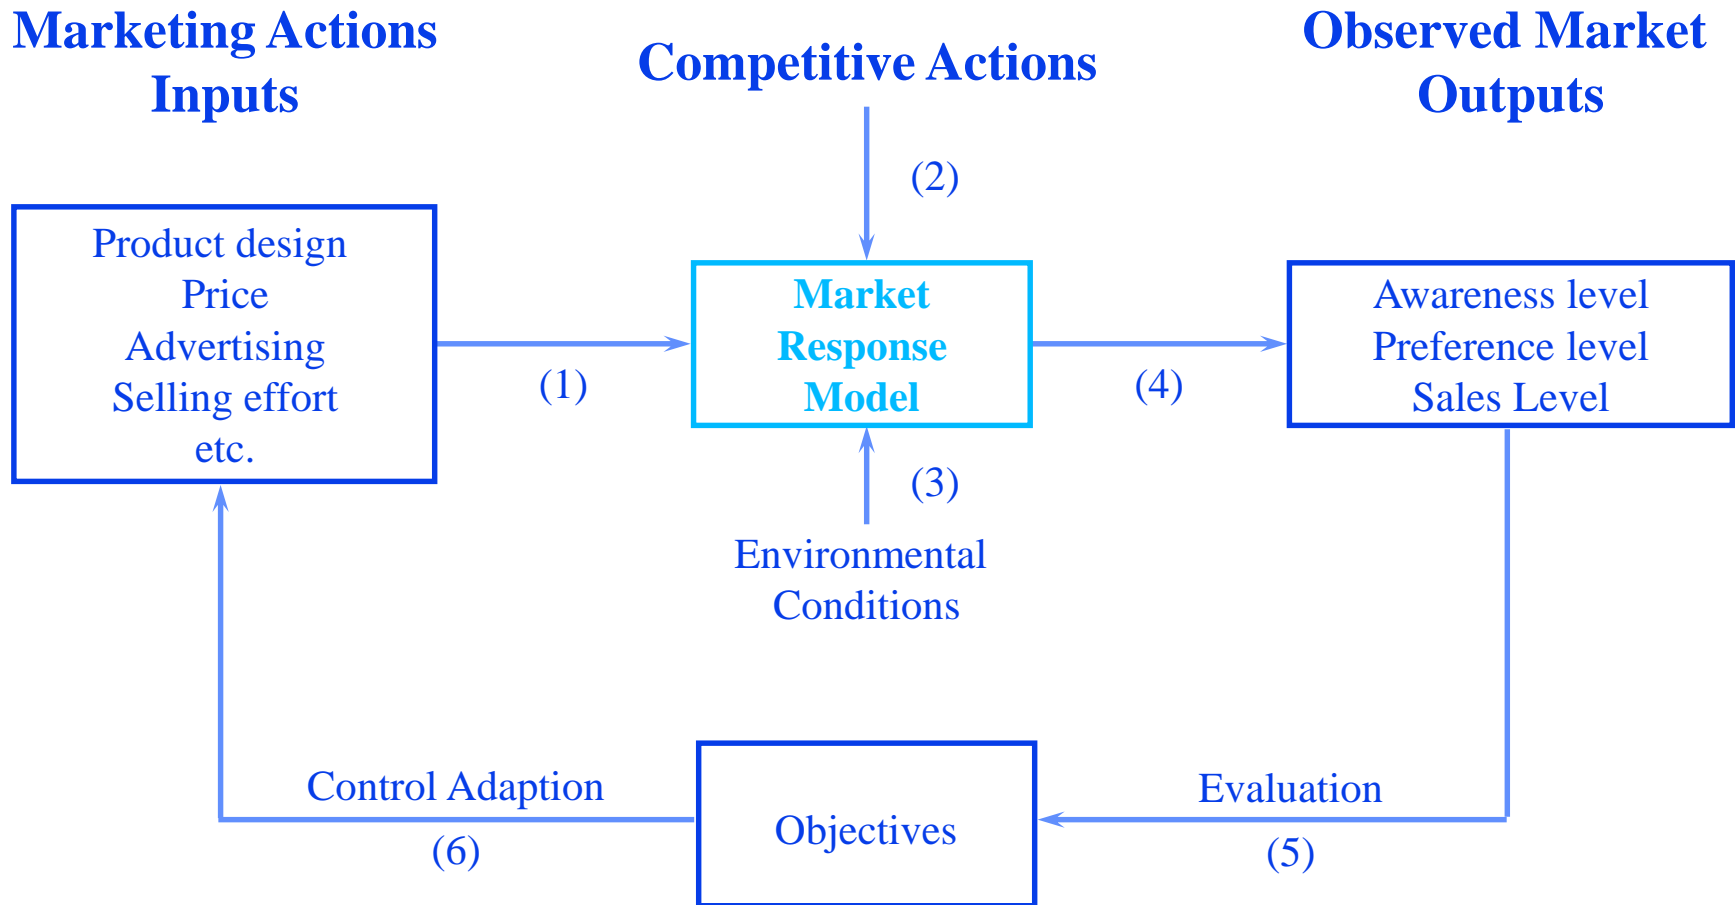 Marketing Actions
Inputs
Competitive Actions
Observed Market
Outputs
(2)
Product design
Price
Advertising
Selling effort
etc.
(1)
Market
Response
Model
(4)
Awareness level
Preference level
Sales Level
(3)
Environmental
Conditions
Control Adaption
(6)
Objectives
Evaluation
(5)